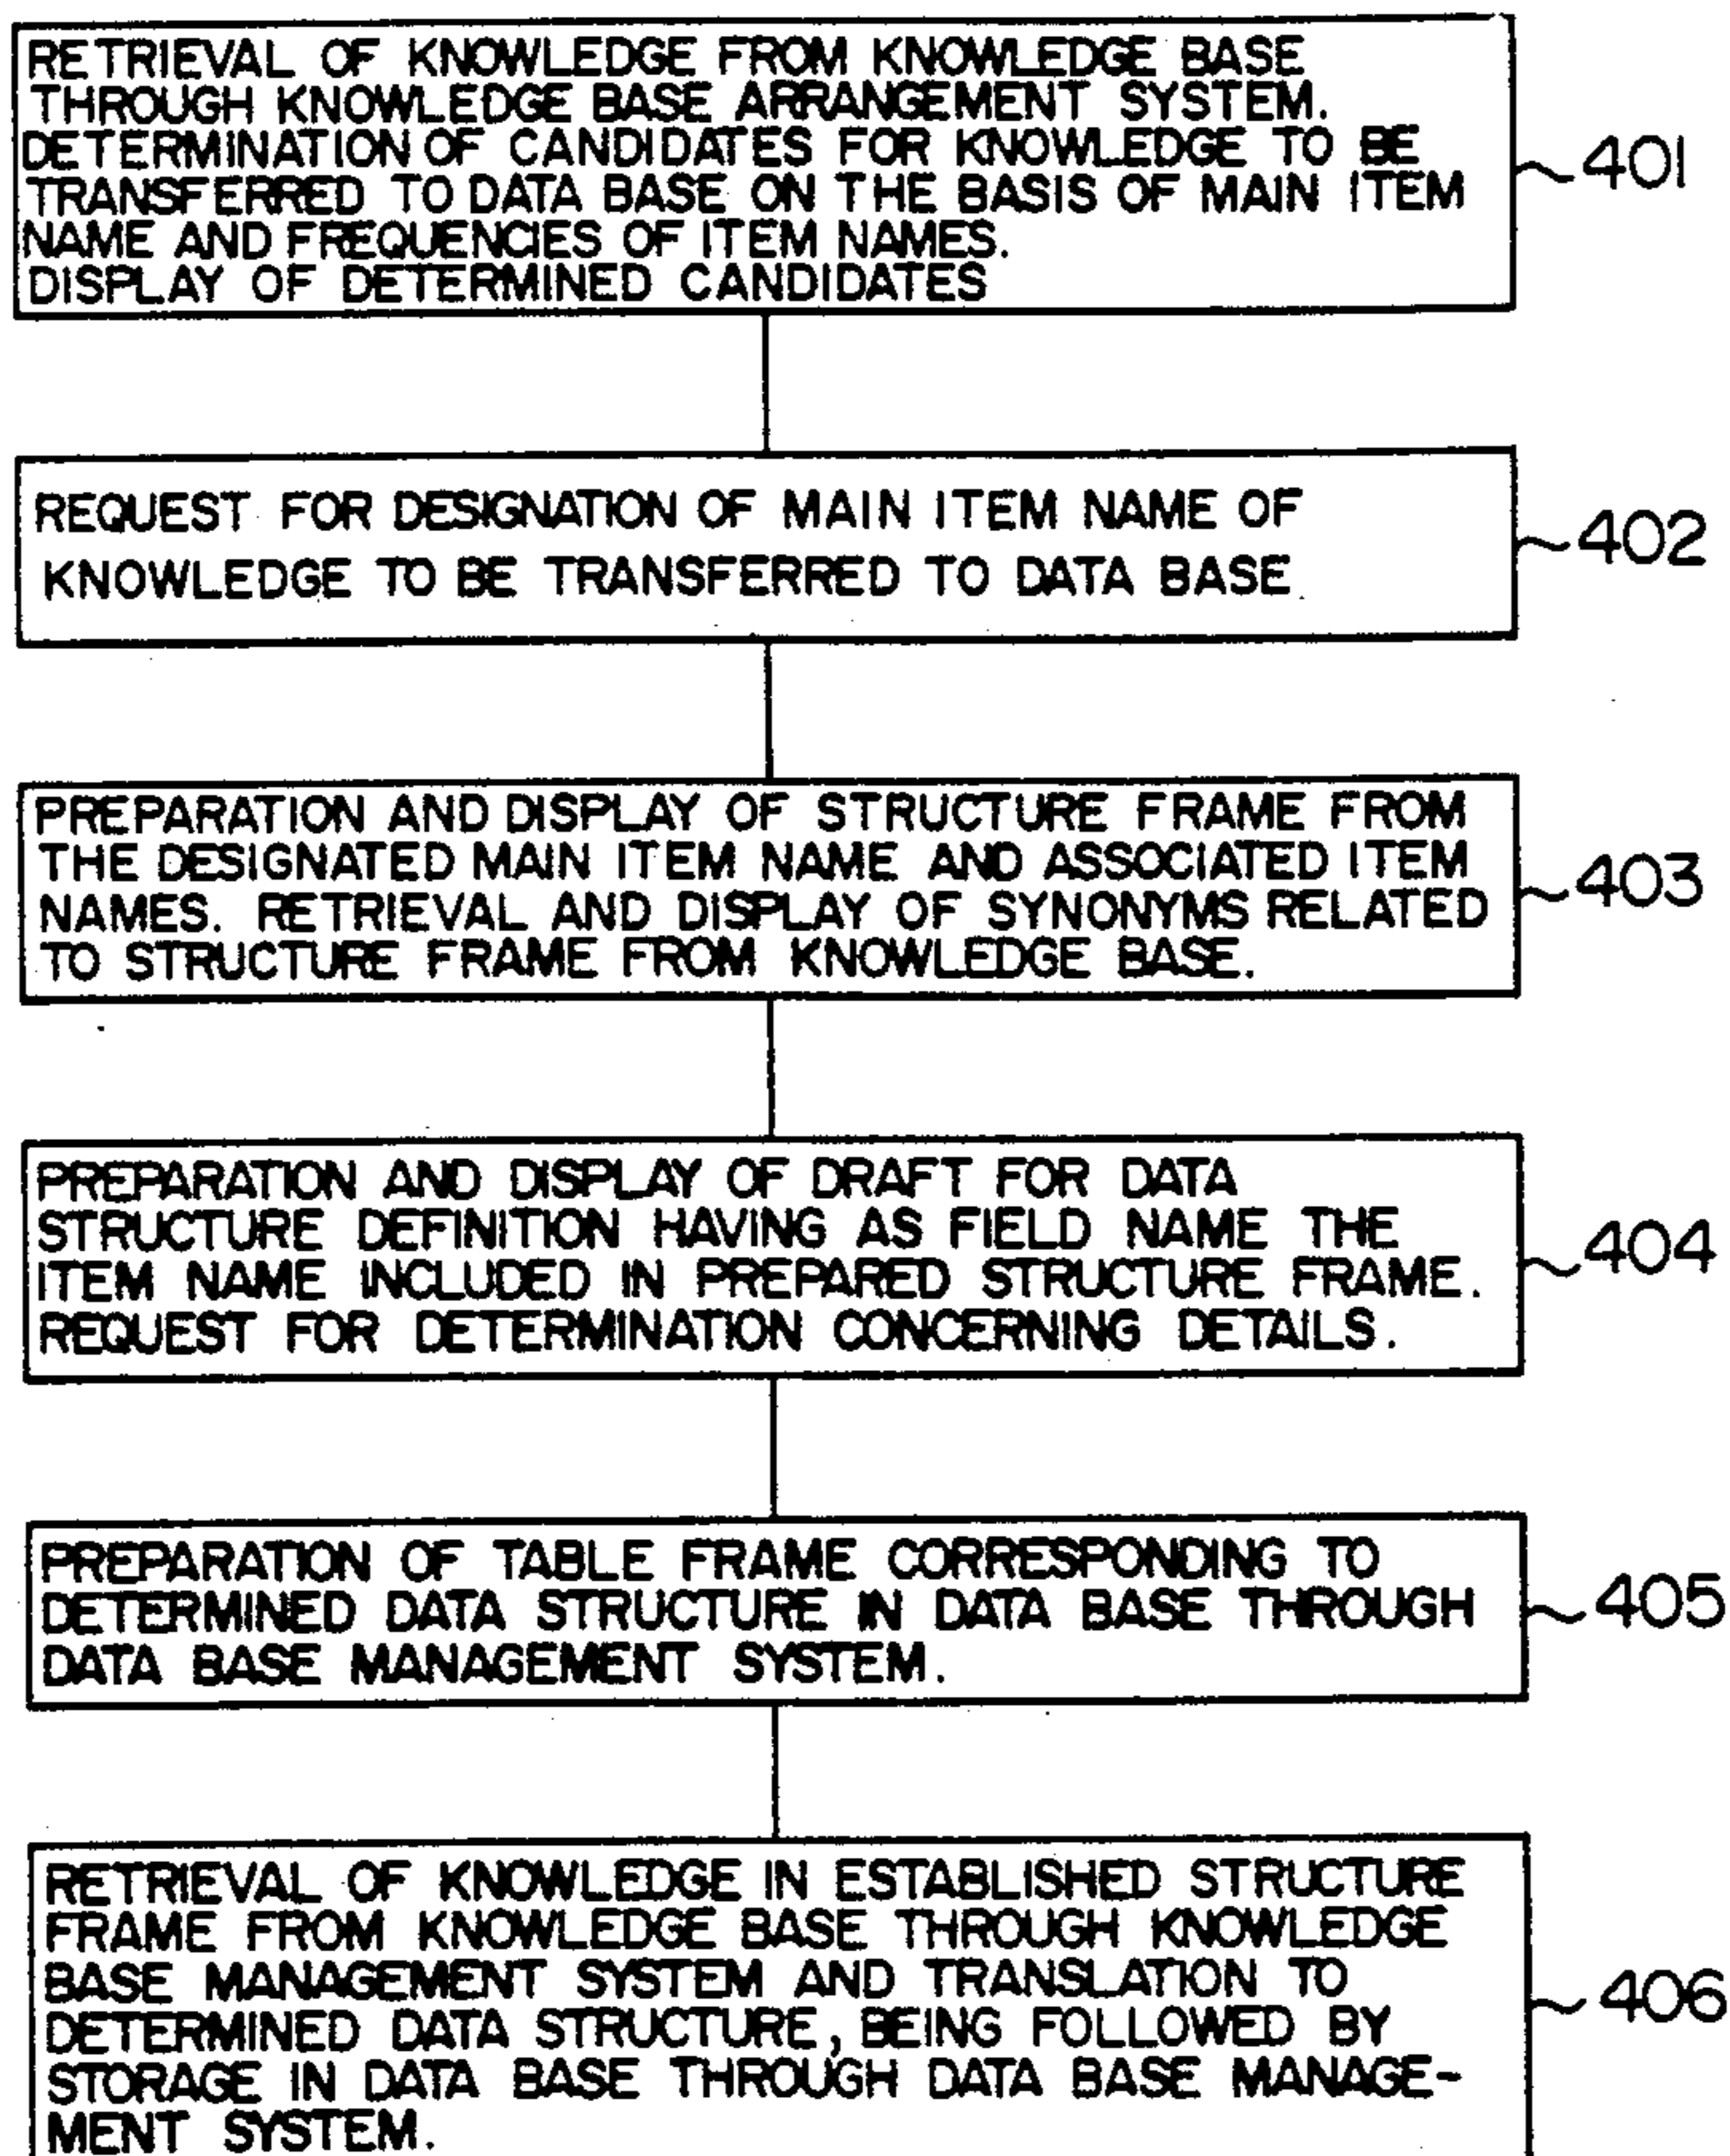 RETRIEVAL OF KNOWLEDGE FROM KNOWLEDGE BASE
THROUGH KNOWLEDGE BASE ARRANGEMENT SYSTEM.
DETERMINATION OF CANDIDATES FOR KNOWLEDGE TO BE
TRANSFERRED TO DATA BASE ON THE BASIS OF MAIN ITEM
NAME AND FREQUENCIES OF ITEM NAMES.
DISPLAY OF DETERMINED CANDIDATES
401
REQUEST FOR DESIGNATION OF MAIN ITEM NAME OF
KNOWLEDGE TO BE TRANSFERRED TO DATA BASE
402
PREPARATION AND DISPLAY OF STRUCTURE FRAME FROM
THE DESIGNATED MAIN ITEM NAME AND ASSOCIATED ITEM
NAMES. RETRIEVAL AND DISPLAY OF SYNONYMS RELATED
TO STRUCTURE FRAME FROM KNOWLEDGE BASE.
403
PREPARATION AND DISPLAY OF DRAFT FOR DATA
STRUCTURE DEFINITION HAVING AS FIELD NAME THE
ITEM NAME INCLUDED IN PREPARED STRUCTURE FRAME.
REQUEST FOR DETERMINATION CONCERNING DETAILS.
404
PREPARATION OF TABLE FRAME CORRESPONDING TO
DETERMINED DATA STRUCTURE IN DATA BASE THROUGH
DATA BASE MANAGEMENT SYSTEM.
405
RETRIEVAL OF KNOWLEDGE IN ESTABLISHED STRUCTURE
FRAME FROM KNOWLEDGE BASE THROUGH KNOWLEDGE
BASE MANAGEMENT SYSTEM AND TRANSLATION TO
DETERMINED DATA STRUCTURE, BEING FOLLOWED BY
STORAGE IN DATA BASE THROUGH DATA BASE MANAGE-
MENT SYSTEM.
406